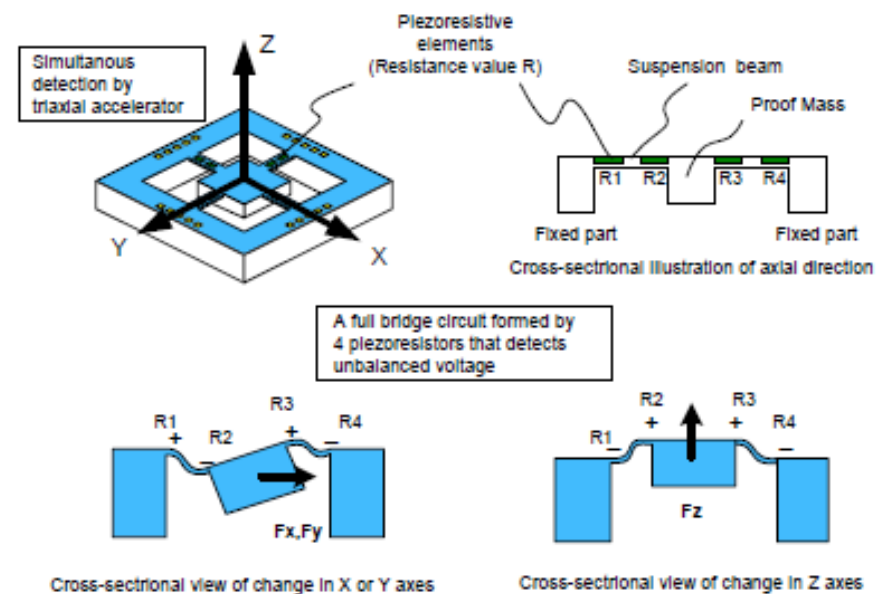 Simultanous
detection by
triaxial accelerator
Z
Y
X
Piezoresistive
elements
(Resistance value R)
Suspension beam
Proof Mass
R1 R2 R3 R4
Fixed part Fixed part
Cross-sectrional illustration of axial direction
A full bridge circuit formed by
4 piezoresistors that detects
unbalanced voltage
R1 + R2 − R3 + R4 −
Fx,Fy
Cross-sectrional view of change in X or Y axes
R1 − R2 + R3 + R4 −
Fz
Cross-sectrional view of change in Z axes